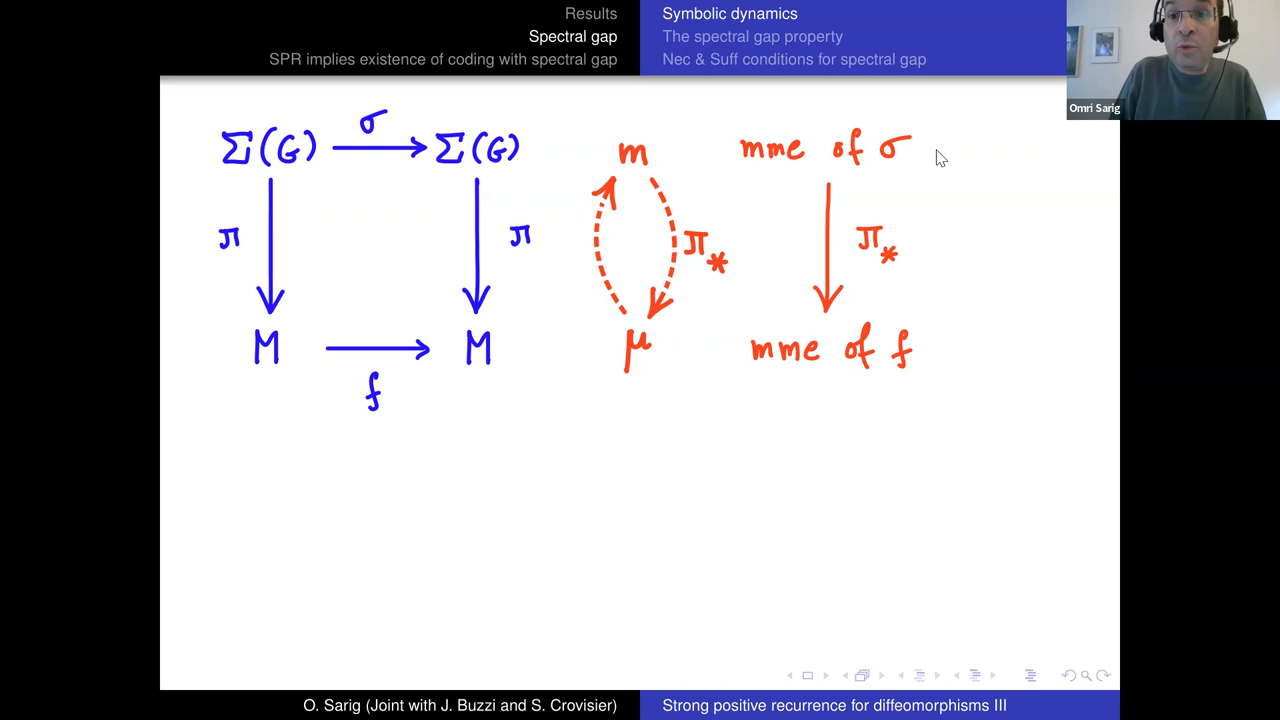 Results
Spectral gap
SPR implies existence of coding with spectral gap
Symbolic dynamics
The spectral gap property
Nec & Suff conditions for spectral gap
Omri Sarig
Σ(G) σ Σ(G) m mme of σ
π π π* π*
M f M μ mme of f
O. Sarig (Joint with J. Buzzi and S. Crovisier)
Strong positive recurrence for diffeomorphisms III